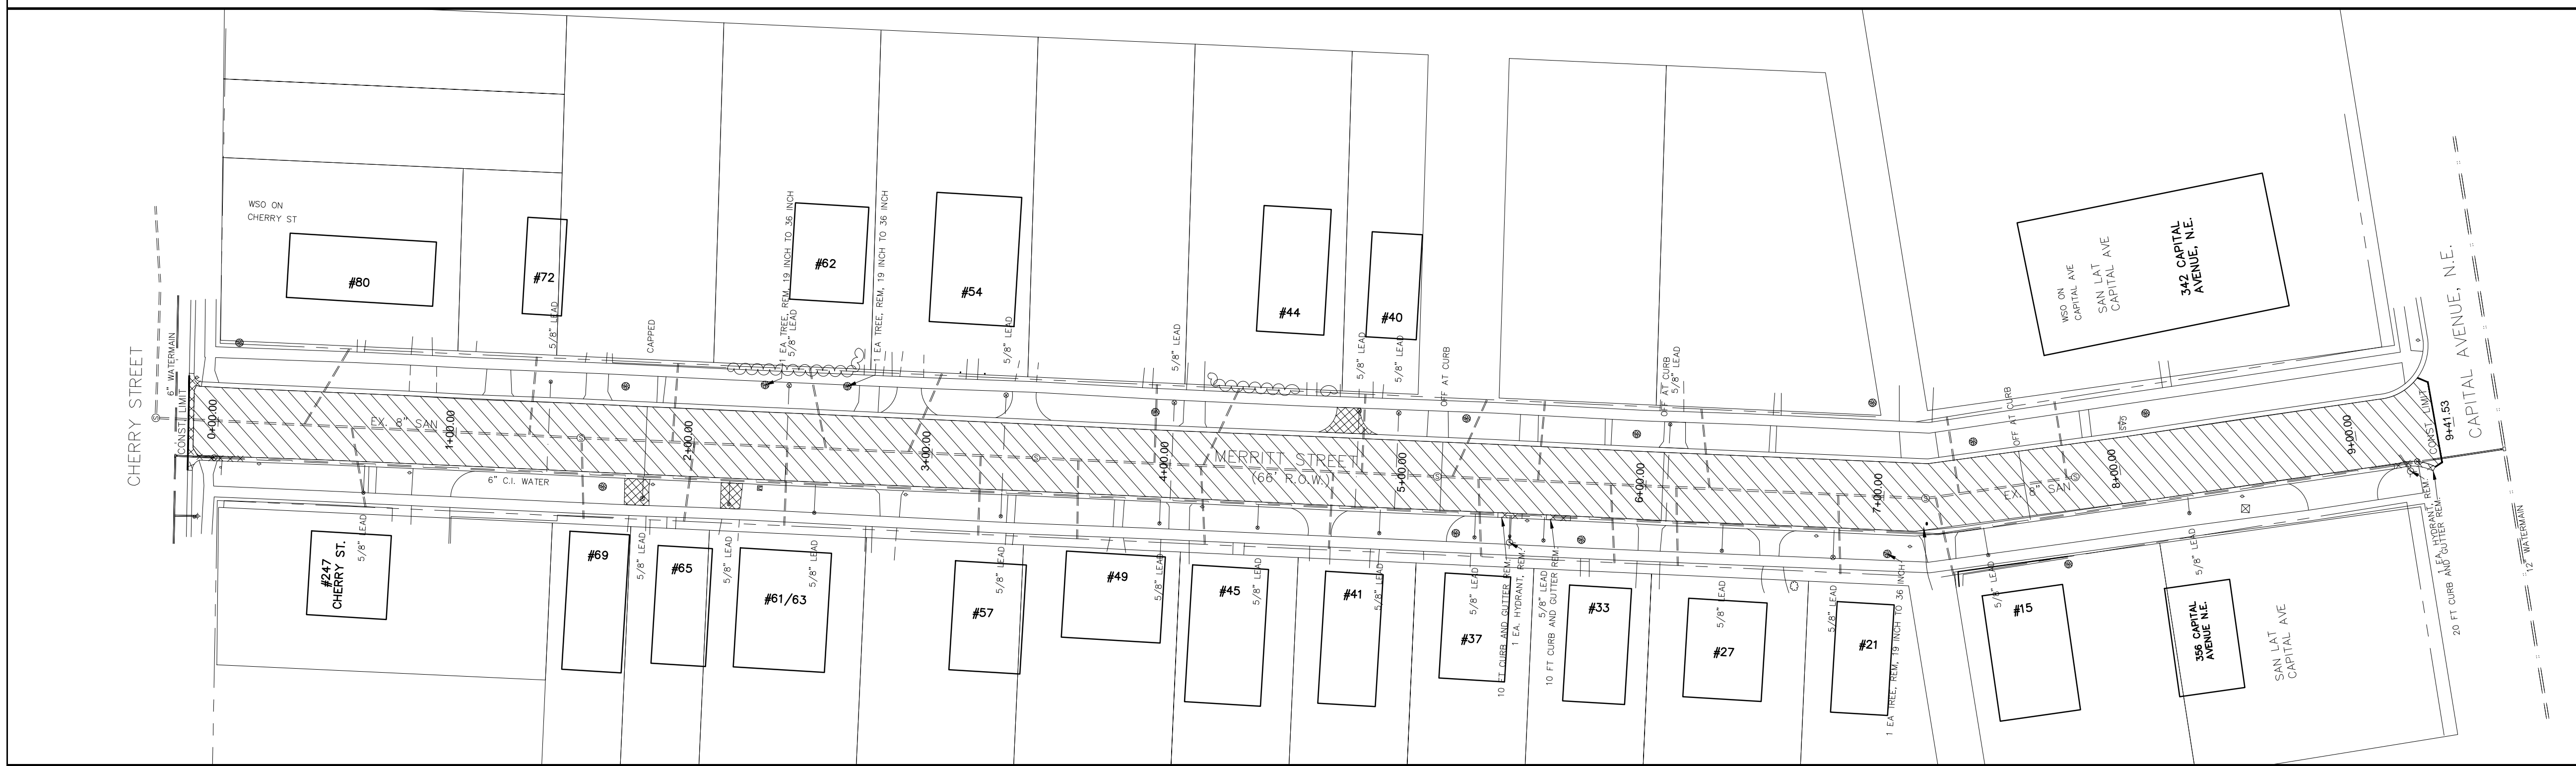 WSO ON
CHERRY ST
#80
#72
#62
#54
#44
#40
WSO ON
CAPITAL AVE
SAN LAT
CAPITAL AVE
342 CAPITAL
AVENUE, N.E.
5/8" LEAD
CAPPED
1 EA TREE, REM, 19 INCH TO 36 INCH
5/8" LEAD
1 EA TREE, REM, 19 INCH TO 36 INCH
5/8" LEAD
5/8" LEAD
5/8" LEAD
5/8" LEAD
OFF AT CURB
OFF AT CURB
5/8" LEAD
OFF AT CURB
GAS
CHERRY STREET
6" WATERMAIN
CONST. LIMIT
0+00.00
EX. 8" SAN
1+00.00
2+00.00
3+00.00
4+00.00
MERRITT STREET
(66' R.O.W.)
5+00.00
6+00.00
7+00.00
EX. 8" SAN
8+00.00
9+00.00
CONST. LIMIT
9+41.53
CAPITAL AVENUE, N.E.
6" C.I. WATER
#247
CHERRY ST.
5/8" LEAD
#69
5/8" LEAD
#65
5/8" LEAD
#61/63
5/8" LEAD
#57
5/8" LEAD
#49
5/8" LEAD
#45
5/8" LEAD
#41
5/8" LEAD
#37
5/8" LEAD
10 FT CURB AND GUTTER REM.
1 EA. HYDRANT, REM.
5/8" LEAD
10 FT CURB AND GUTTER REM.
#33
#27
5/8" LEAD
5/8" LEAD
#21
1 EA TREE, REM, 19 INCH TO 36 INCH
5/8" LEAD
#15
5/8" LEAD
356 CAPITAL
AVENUE N.E.
SAN LAT
CAPITAL AVE
1 EA. HYDRANT, REM.
20 FT CURB AND GUTTER REM.
12" WATERMAIN